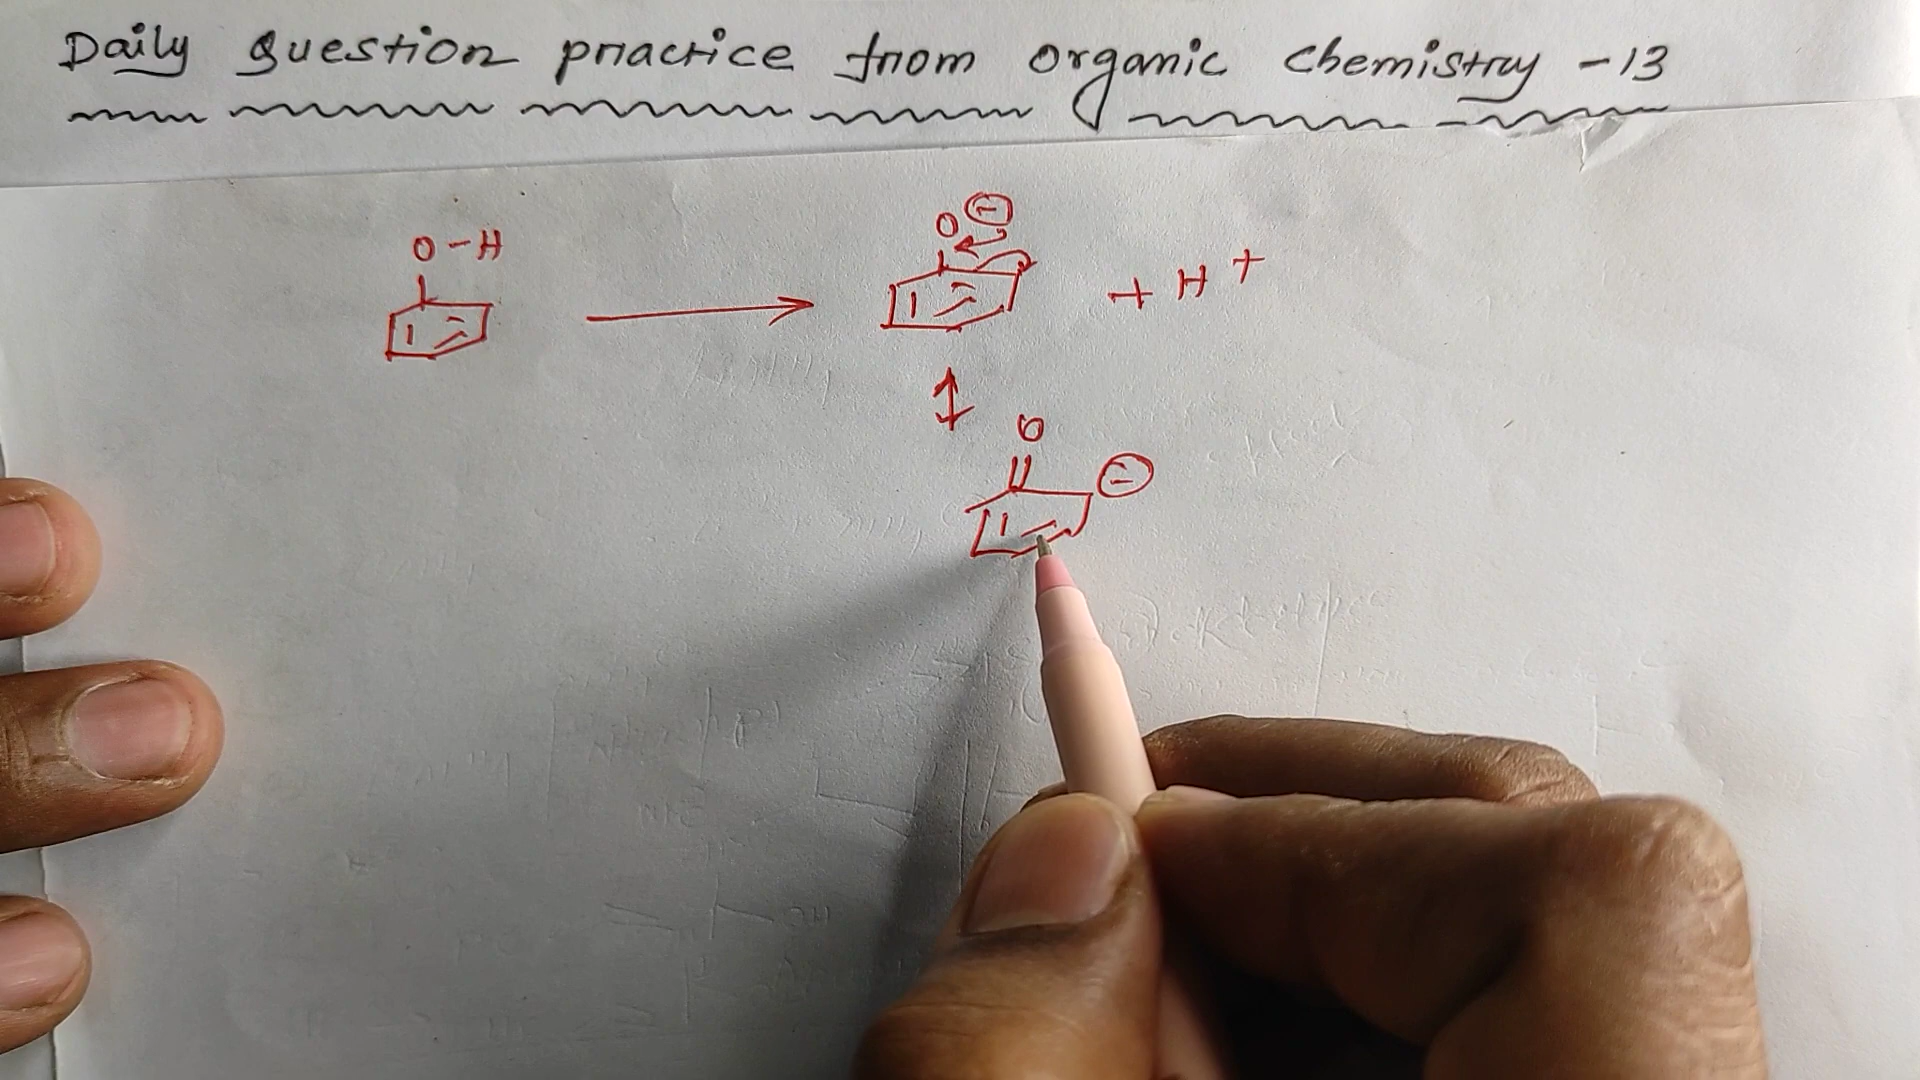 Daily Question practice from organic chemistry -13
O-H
O -
+ H +
O
-